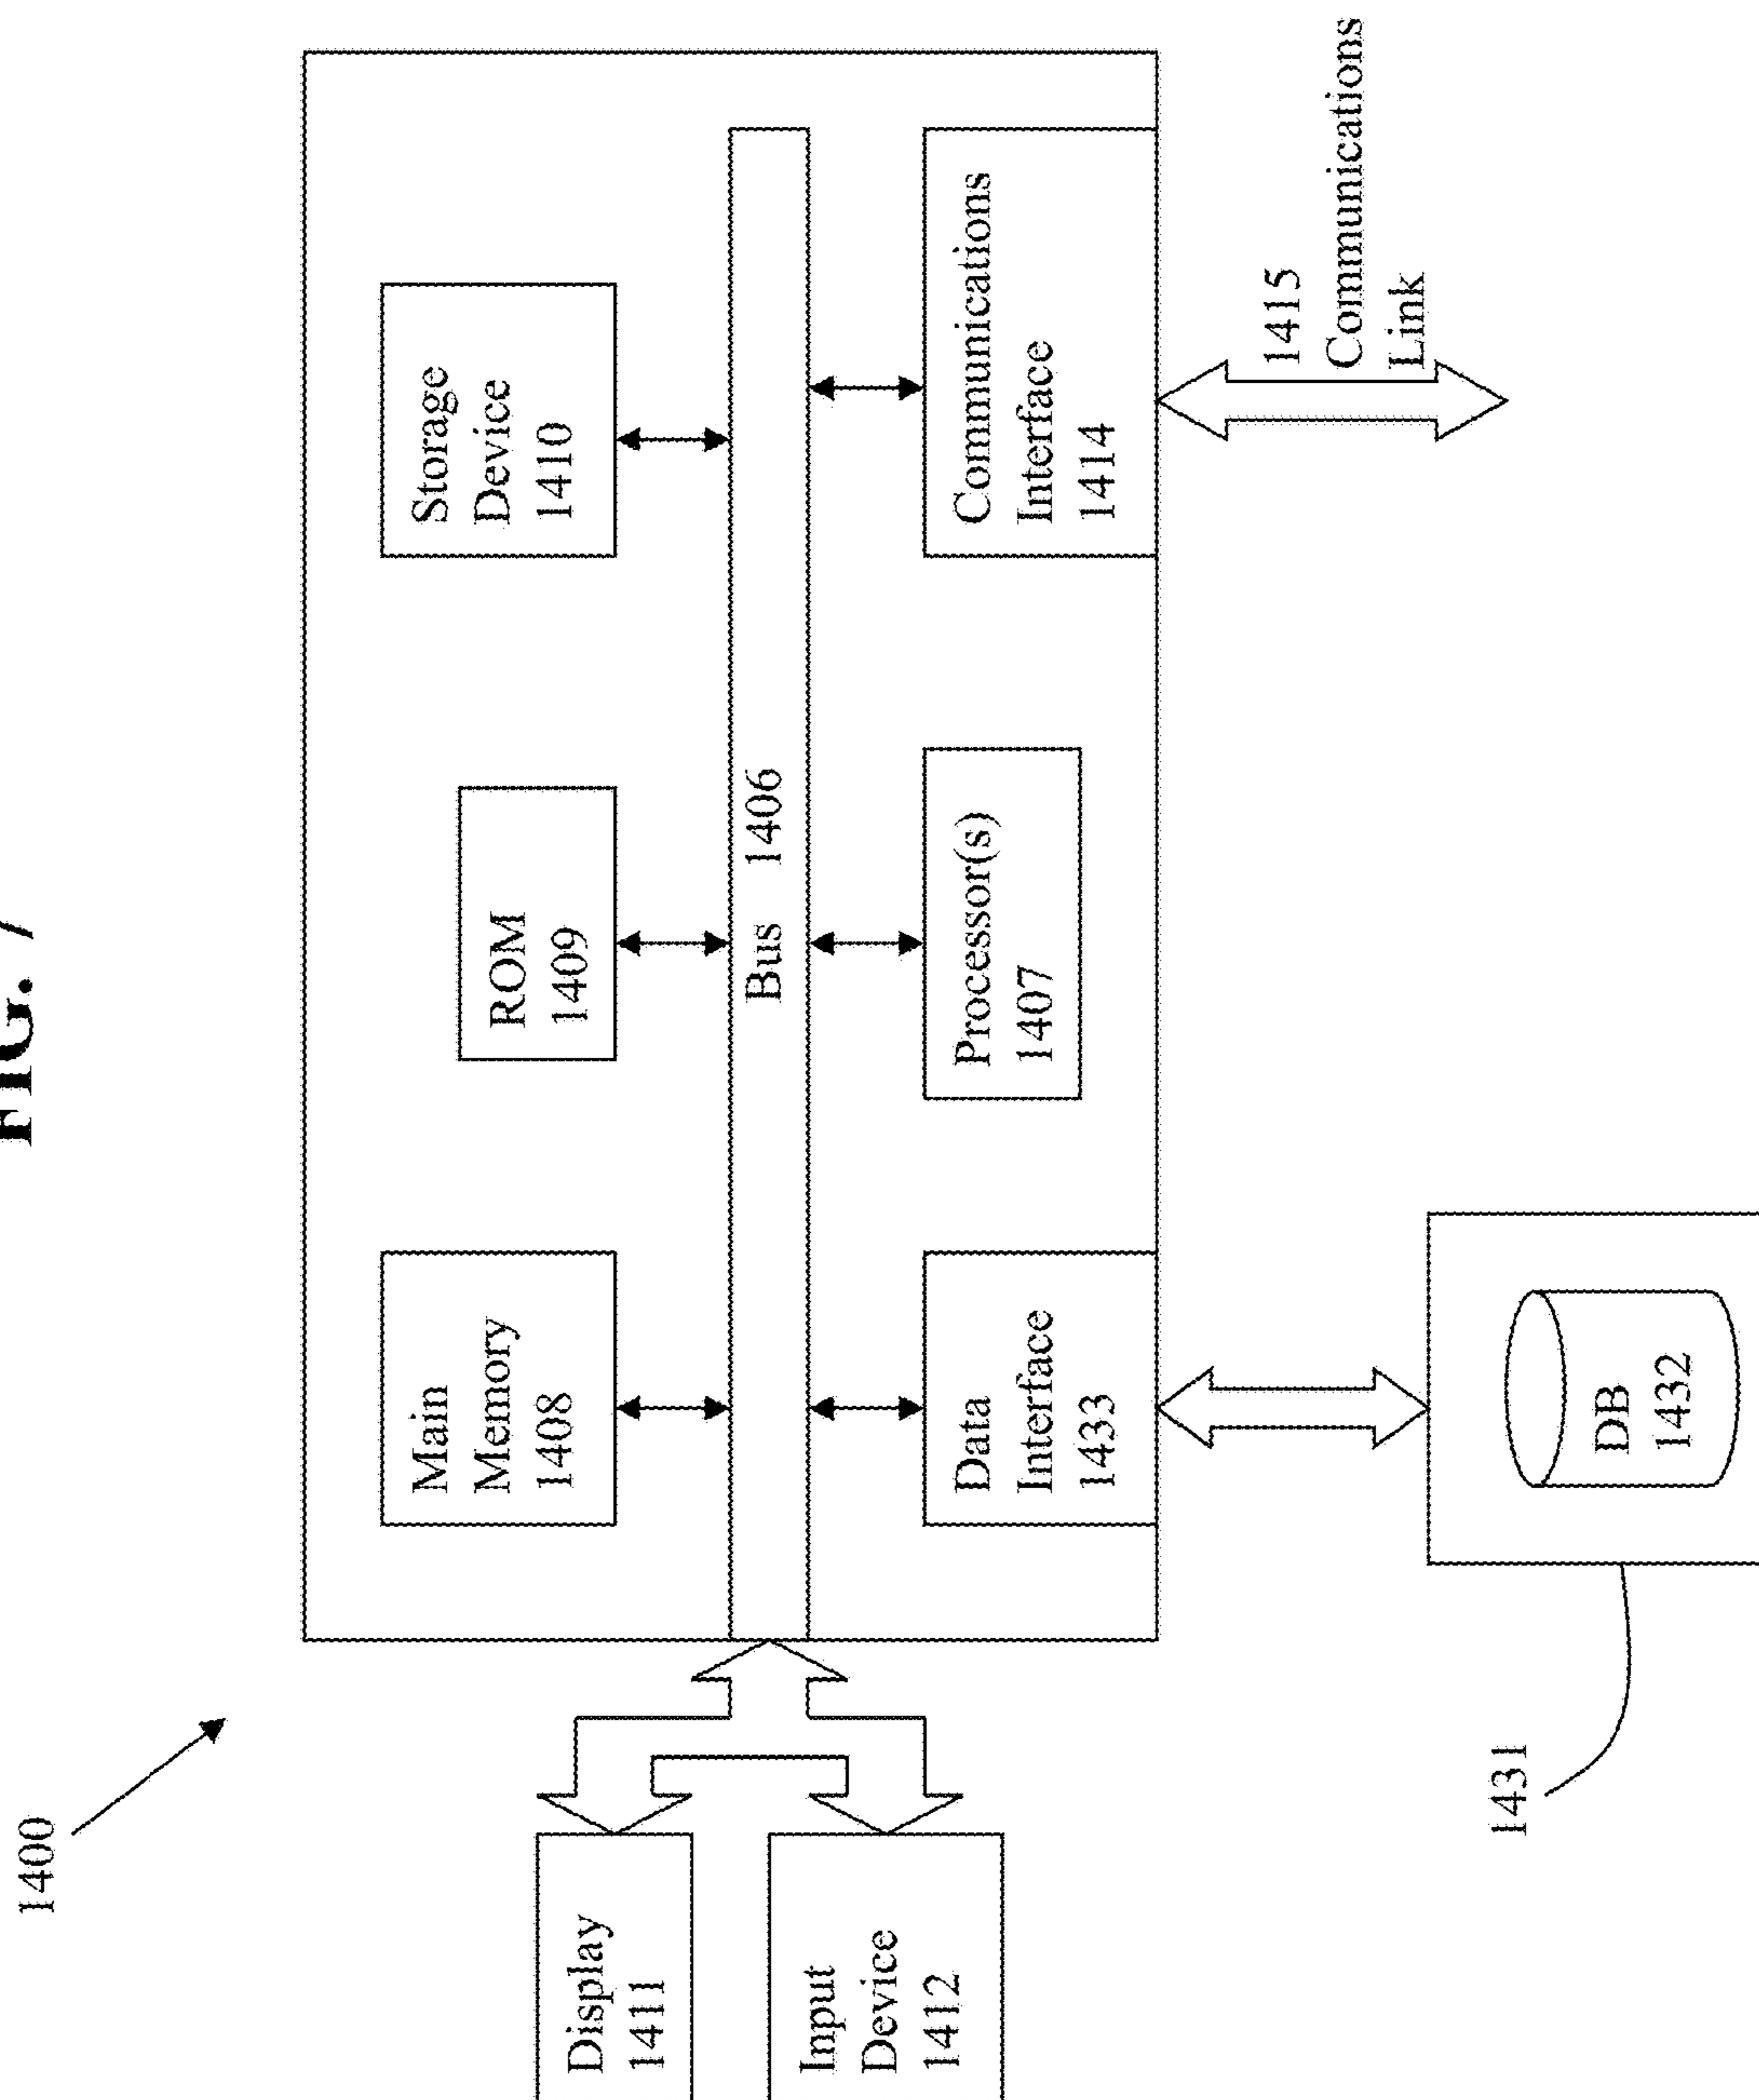 FIG. 7
1400
Main
Memory
1408
ROM
1409
Storage
Device
1410
Display
1411
Bus 1406
Input
Device
1412
Data
Interface
1433
Processor(s)
1407
Communications
Interface
1414
1415
Communications
Link
1431
DB
1432